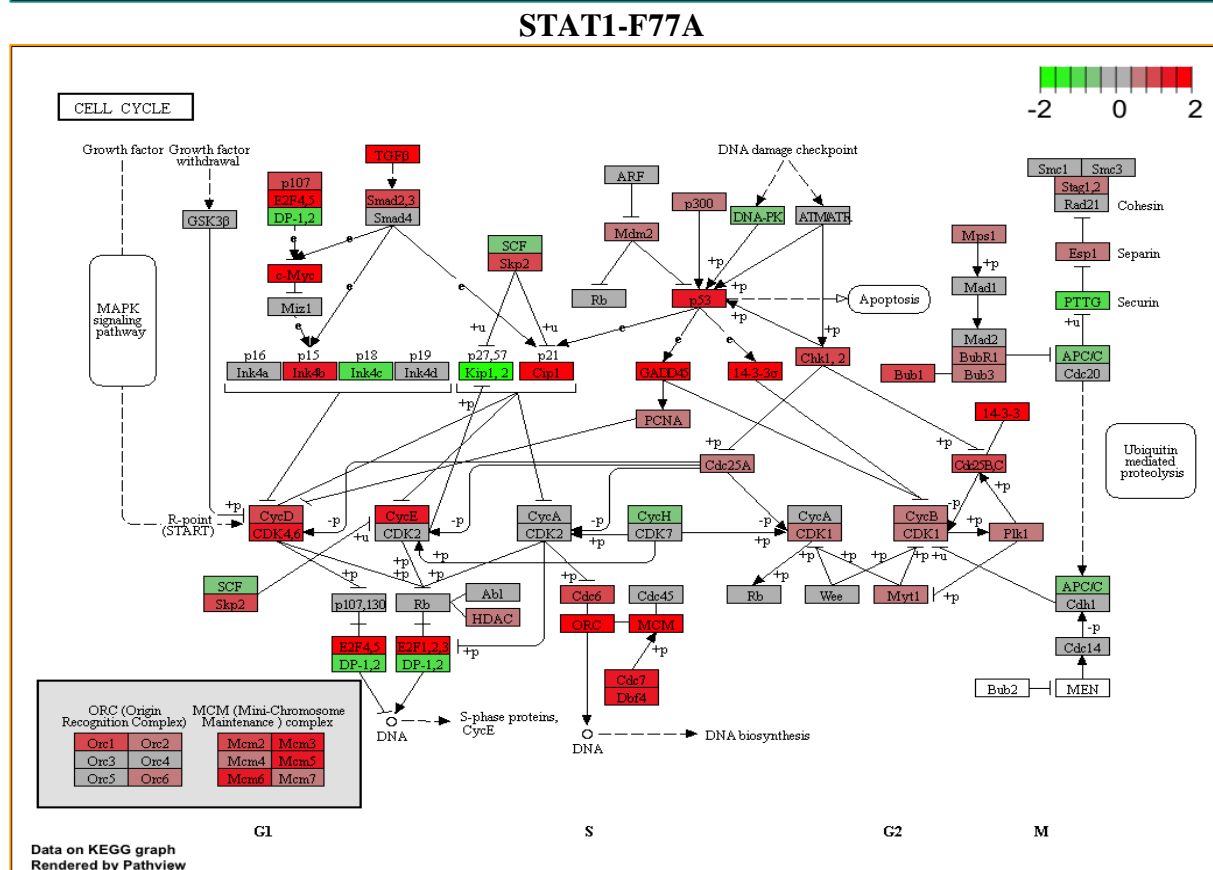 STAT1-F77A
CELL CYCLE
-2 0 2
Growth factor
Growth factor
withdrawal
TGFβ
DNA damage checkpoint
Smc1 Smc3
Stag1,2
Rad21
Cohesin
p107
E2F4,5
DP-1,2
Smad2,3
Smad4
ARF
p300
DNA-PK
ATM/ATR
GSK3β
Mdm2
Mps1
Esp1
Separin
SCF
Skp2
e
e
+p
+p
c-Myc
Rb
p53
+p
+p
Apoptosis
Mad1
PTTG
Securin
Miz1
MAPK
signaling
pathway
e
e
e
+u
+u
e
e
e
+p
+p
+u
Mad2
BubR1
Bub3
Bub1
APC/C
Cdc20
p16
Ink4a
p15
Ink4b
p18
Ink4c
p19
Ink4d
p27,57
Kip1, 2
p21
Cip1
GADD45
14-3-3σ
Chk1, 2
14-3-3
+p
PCNA
+p
+p
Cdc25A
Cdc25B,C
Ubiquitin
mediated
proteolysis
R-point
(START)
+p
CycD
CDK4,6
-p
CycE
CDK2
-p
CycA
CDK2
-p
+p
CycH
CDK7
-p
+p
CycA
CDK1
CycB
CDK1
-p
+p
Plk1
+u
+p
+p
+p
SCF
Skp2
+p
+p
+p
p107,130
Rb
Abl
HDAC
+p
Cdc6
Cdc45
+p
Rb
+p
Wee
+p
+p
Myt1
+u
+p
APC/C
Cdh1
-p
Cdc14
E2F4,5
DP-1,2
E2F1,2,3
DP-1,2
+p
ORC
MCM
+p
Cdc7
Dbf4
Bub2
MEN
DNA
S-phase proteins,
CycE
DNA
DNA biosynthesis
ORC (Origin
Recognition Complex)
MCM (Mini-Chromosome
Maintenance ) complex
Orc1 Orc2 Mcm2 Mcm3
Orc3 Orc4 Mcm4 Mcm5
Orc5 Orc6 Mcm6 Mcm7
G1 S G2 M
Data on KEGG graph
Rendered by Pathview